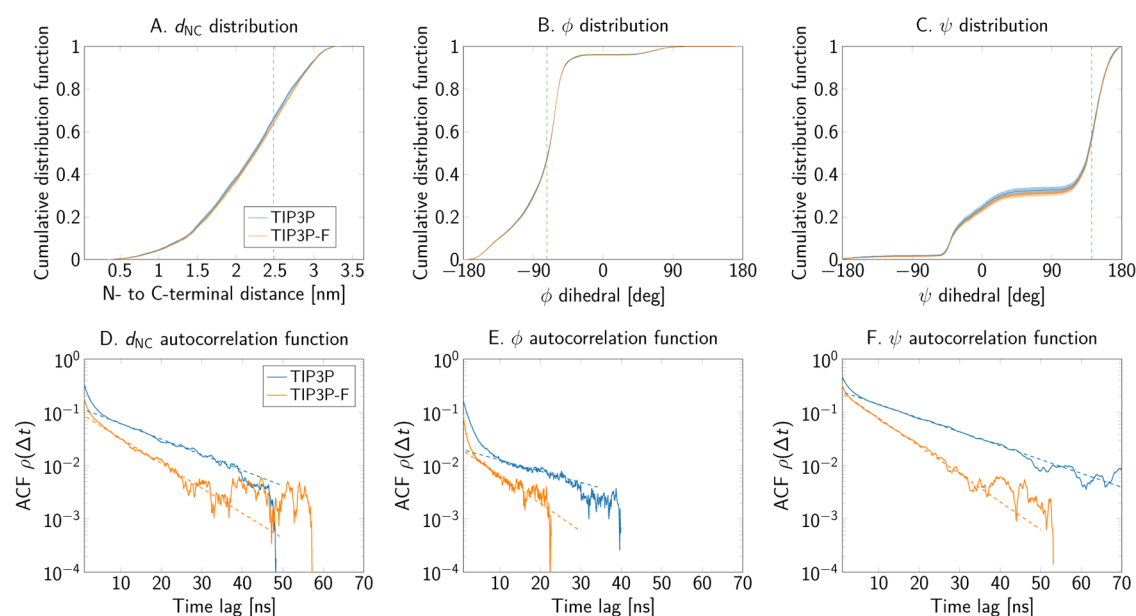 A. d_NC distribution
B. ϕ distribution
C. ψ distribution
Cumulative distribution function
1
0.8
0.6
0.4
0.2
0
0.5 1 1.5 2 2.5 3 3.5
N- to C-terminal distance [nm]
TIP3P
TIP3P-F
Cumulative distribution function
1
0.8
0.6
0.4
0.2
0
−180 −90 0 90 180
ϕ dihedral [deg]
Cumulative distribution function
1
0.8
0.6
0.4
0.2
0
−180 −90 0 90 180
ψ dihedral [deg]
D. d_NC autocorrelation function
E. ϕ autocorrelation function
F. ψ autocorrelation function
ACF ρ(Δt)
10⁰
10⁻¹
10⁻²
10⁻³
10⁻⁴
10 20 30 40 50 60 70
Time lag [ns]
TIP3P
TIP3P-F
ACF ρ(Δt)
10⁰
10⁻¹
10⁻²
10⁻³
10⁻⁴
10 20 30 40 50 60 70
Time lag [ns]
ACF ρ(Δt)
10⁰
10⁻¹
10⁻²
10⁻³
10⁻⁴
10 20 30 40 50 60 70
Time lag [ns]